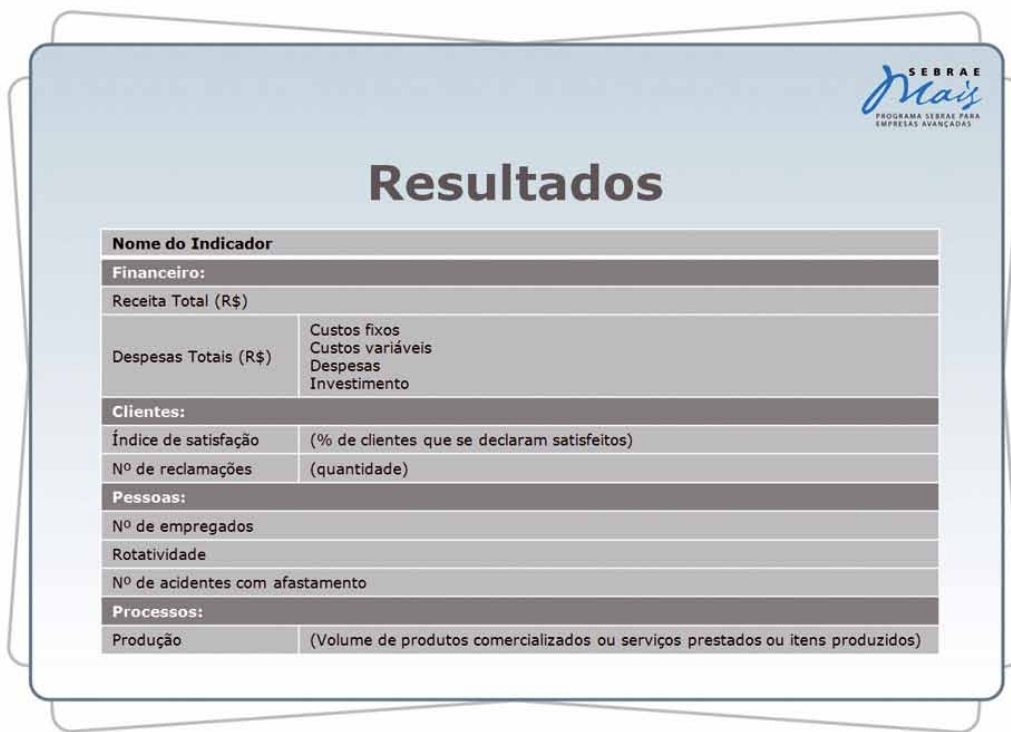 SEBRAE
Mais
PROGRAMA SEBRAE PARA
EMPRESAS AVANÇADAS
Resultados
Nome do Indicador
Financeiro:
Receita Total (R$)
Despesas Totais (R$)
Custos fixos
Custos variáveis
Despesas
Investimento
Clientes:
Índice de satisfação (% de clientes que se declaram satisfeitos)
Nº de reclamações (quantidade)
Pessoas:
Nº de empregados
Rotatividade
Nº de acidentes com afastamento
Processos:
Produção (Volume de produtos comercializados ou serviços prestados ou itens produzidos)